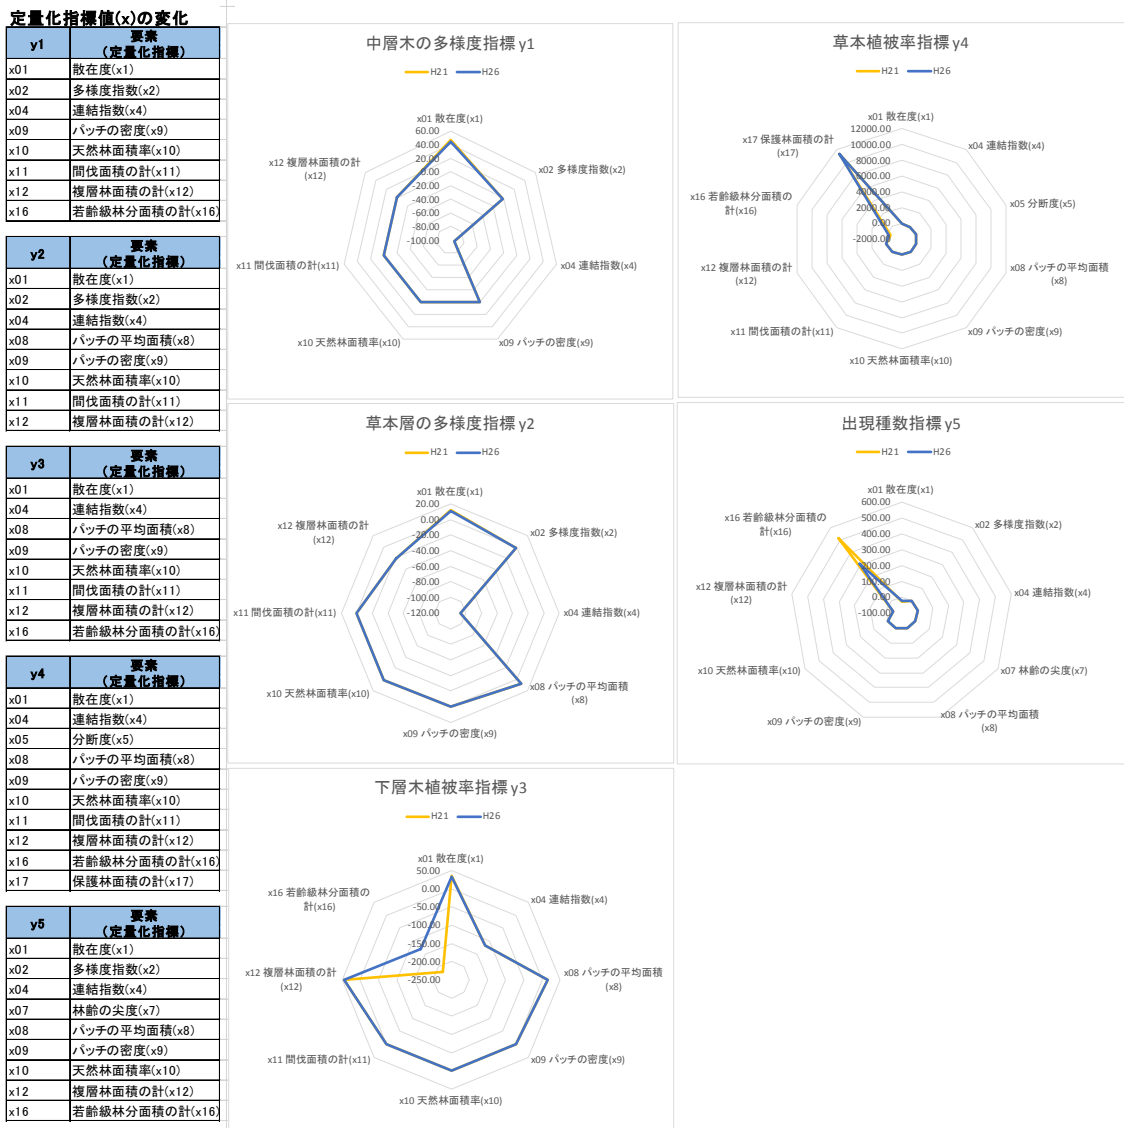 定量化指標値(x)の変化
y1
要素
(定量化指標)
x01 散在度(x1)
x02 多様度指数(x2)
x04 連結指数(x4)
x09 パッチの密度(x9)
x10 天然林面積率(x10)
x11 間伐面積の計(x11)
x12 複層林面積の計(x12)
x16 若齢級林分面積の計(x16)
y2
要素
(定量化指標)
x01 散在度(x1)
x02 多様度指数(x2)
x04 連結指数(x4)
x08 パッチの平均面積(x8)
x09 パッチの密度(x9)
x10 天然林面積率(x10)
x11 間伐面積の計(x11)
x12 複層林面積の計(x12)
y3
要素
(定量化指標)
x01 散在度(x1)
x04 連結指数(x4)
x08 パッチの平均面積(x8)
x09 パッチの密度(x9)
x10 天然林面積率(x10)
x11 間伐面積の計(x11)
x12 複層林面積の計(x12)
x16 若齢級林分面積の計(x16)
y4
要素
(定量化指標)
x01 散在度(x1)
x04 連結指数(x4)
x05 分断度(x5)
x08 パッチの平均面積(x8)
x09 パッチの密度(x9)
x10 天然林面積率(x10)
x11 間伐面積の計(x11)
x12 複層林面積の計(x12)
x16 若齢級林分面積の計(x16)
x17 保護林面積の計(x17)
y5
要素
(定量化指標)
x01 散在度(x1)
x02 多様度指数(x2)
x04 連結指数(x4)
x07 林齢の尖度(x7)
x08 パッチの平均面積(x8)
x09 パッチの密度(x9)
x10 天然林面積率(x10)
x12 複層林面積の計(x12)
x16 若齢級林分面積の計(x16)
中層木の多様度指標 y1
H21 H26
x01 散在度(x1)
60.00
40.00
20.00
0.00
-20.00
-40.00
-60.00
-80.00
-100.00
x02 多様度指数(x2)
x04 連結指数(x4)
x09 パッチの密度(x9)
x10 天然林面積率(x10)
x11 間伐面積の計(x11)
x12 複層林面積の計
(x12)
草本植被率指標 y4
H21 H26
x01 散在度(x1)
12000.00
10000.00
8000.00
6000.00
4000.00
2000.00
0.00
-2000.00
x04 連結指数(x4)
x05 分断度(x5)
x08 パッチの平均面積
(x8)
x09 パッチの密度(x9)
x10 天然林面積率(x10)
x11 間伐面積の計(x11)
x12 複層林面積の計
(x12)
x16 若齢級林分面積の
計(x16)
x17 保護林面積の計
(x17)
草本層の多様度指標 y2
H21 H26
x01 散在度(x1)
20.00
0.00
-20.00
-40.00
-60.00
-80.00
-100.00
-120.00
x02 多様度指数(x2)
x04 連結指数(x4)
x08 パッチの平均面積
(x8)
x09 パッチの密度(x9)
x10 天然林面積率(x10)
x11 間伐面積の計(x11)
x12 複層林面積の計
(x12)
出現種数指標 y5
H21 H26
x01 散在度(x1)
600.00
500.00
400.00
300.00
200.00
100.00
0.00
-100.00
x02 多様度指数(x2)
x04 連結指数(x4)
x07 林齢の尖度(x7)
x08 パッチの平均面積
(x8)
x09 パッチの密度(x9)
x10 天然林面積率(x10)
x12 複層林面積の計
(x12)
x16 若齢級林分面積の
計(x16)
下層木植被率指標 y3
H21 H26
x01 散在度(x1)
50.00
0.00
-50.00
-100.00
-150.00
-200.00
-250.00
x04 連結指数(x4)
x08 パッチの平均面積
(x8)
x09 パッチの密度(x9)
x10 天然林面積率(x10)
x11 間伐面積の計(x11)
x12 複層林面積の計
(x12)
x16 若齢級林分面積の
計(x16)